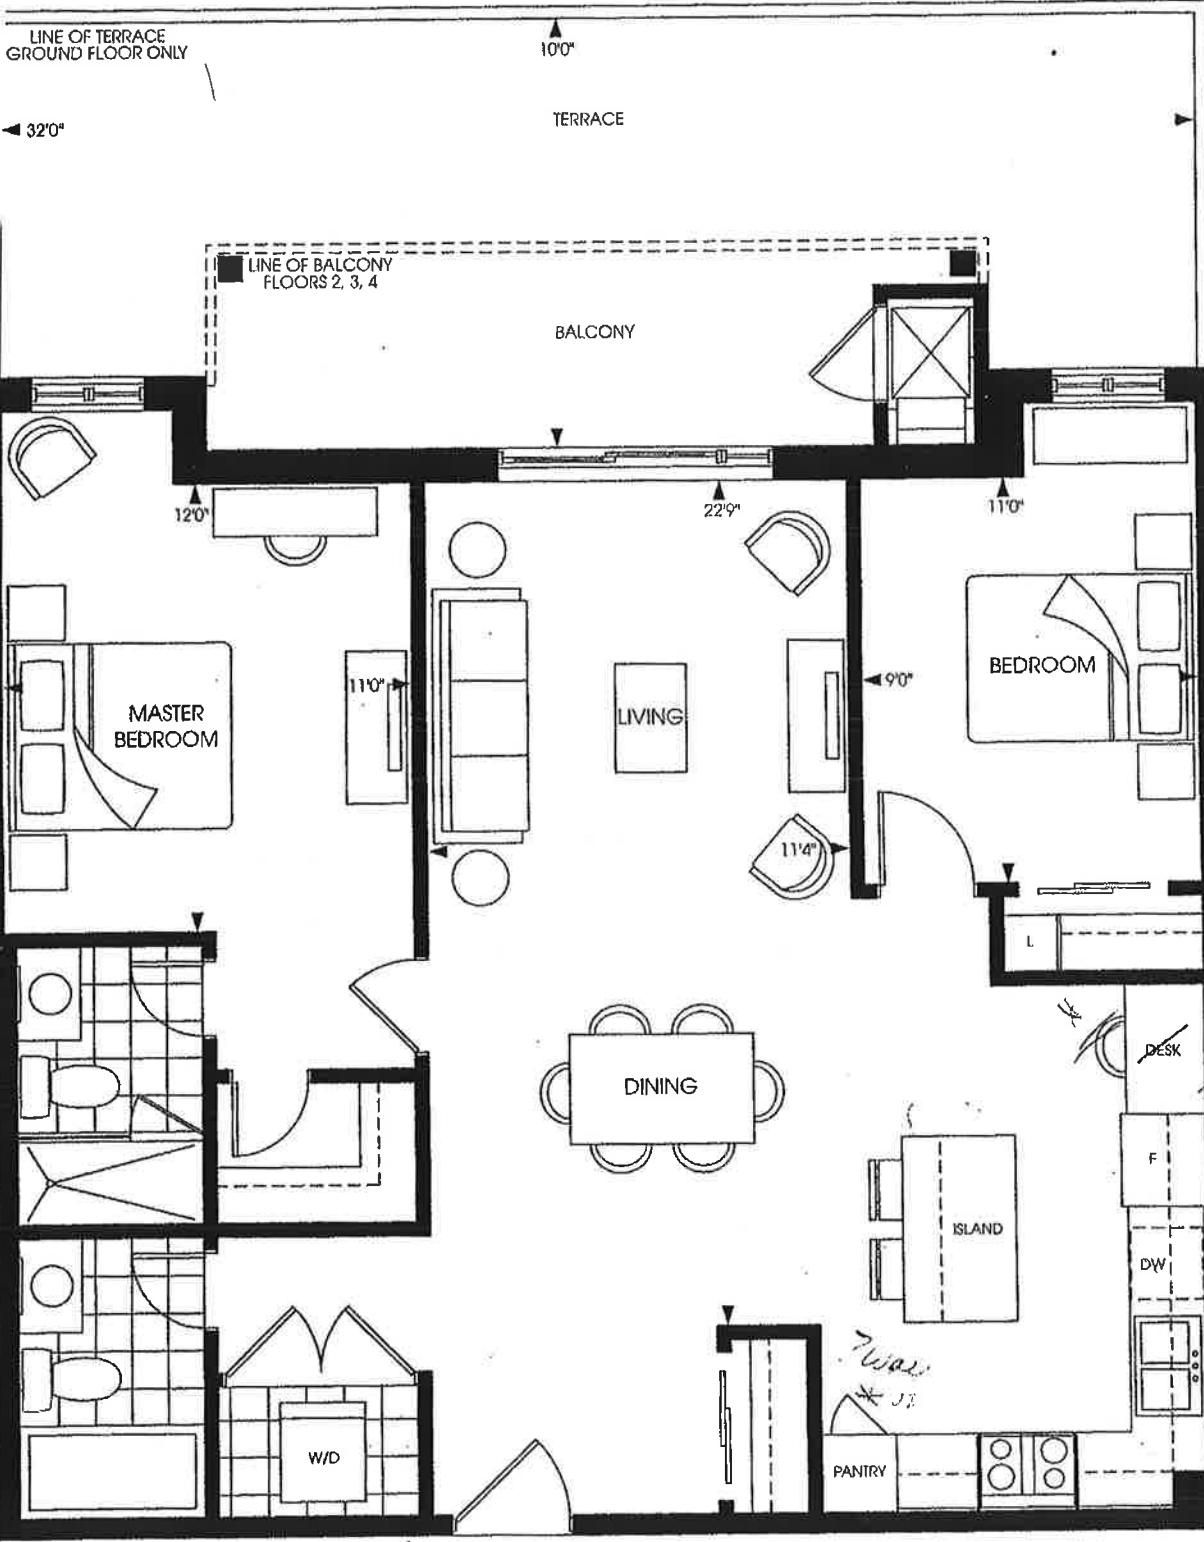 LINE OF TERRACE
GROUND FLOOR ONLY
10'0"
32'0"
TERRACE
LINE OF BALCONY
FLOORS 2, 3, 4
BALCONY
12'0"
22'9"
11'0"
MASTER
BEDROOM
11'0"
LIVING
9'0"
BEDROOM
11'4"
L
DESK
DINING
F
ISLAND
DW
W/D
PANTRY